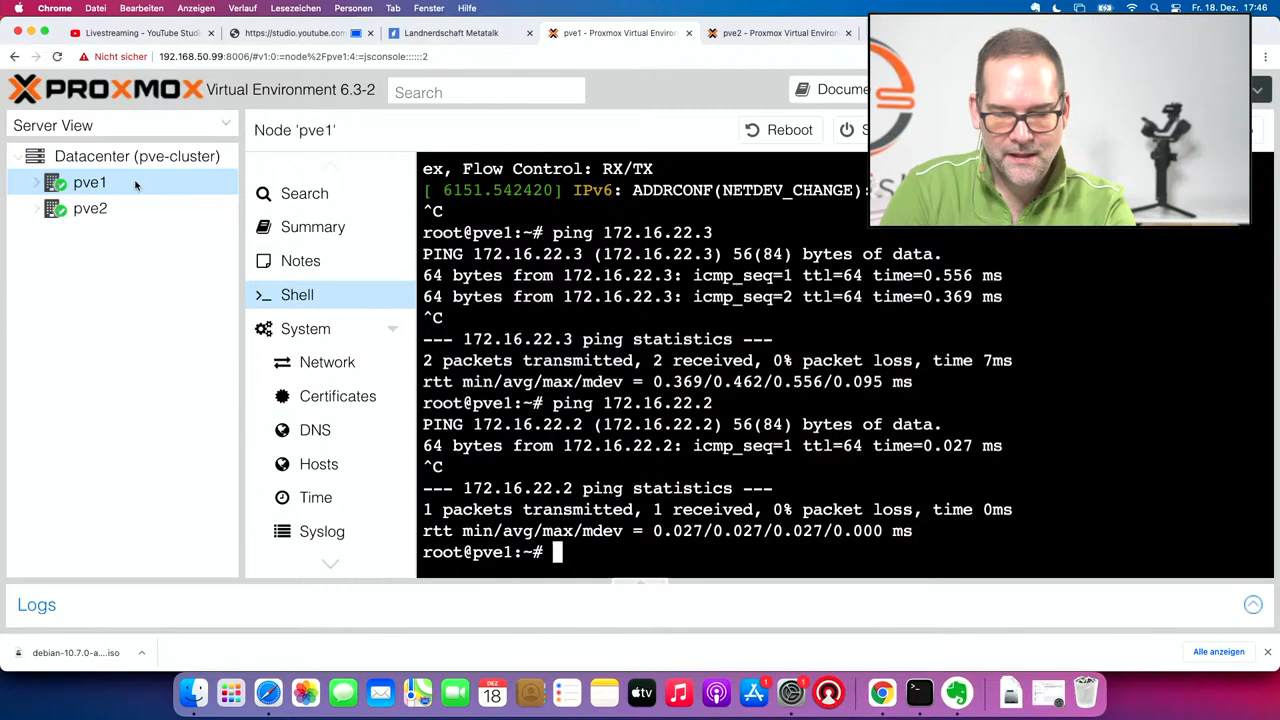 Chrome Datei Bearbeiten Anzeigen Verlauf Lesezeichen Personen Tab Fenster Hilfe Fr. 18. Dez. 17:46
Livestreaming - YouTube Stud × https://studio.youtube.com × Landnerdschaft Metatalk × pve1 - Proxmox Virtual Environ × pve2 - Proxmox Virtual Environ ×
Nicht sicher 192.168.50.99:8006/#v1:0:=node%2Fpve1:4:=jsconsole::::::2
PROXMOX Virtual Environment 6.3-2 Search Docume
Server View
Node 'pve1' Reboot S
Datacenter (pve-cluster)
pve1
pve2
Search
Summary
Notes
>_ Shell
System
Network
Certificates
DNS
Hosts
Time
Syslog
ex, Flow Control: RX/TX
[ 6151.542420] IPv6: ADDRCONF(NETDEV_CHANGE):
^C
root@pve1:~# ping 172.16.22.3
PING 172.16.22.3 (172.16.22.3) 56(84) bytes of data.
64 bytes from 172.16.22.3: icmp_seq=1 ttl=64 time=0.556 ms
64 bytes from 172.16.22.3: icmp_seq=2 ttl=64 time=0.369 ms
^C
--- 172.16.22.3 ping statistics ---
2 packets transmitted, 2 received, 0% packet loss, time 7ms
rtt min/avg/max/mdev = 0.369/0.462/0.556/0.095 ms
root@pve1:~# ping 172.16.22.2
PING 172.16.22.2 (172.16.22.2) 56(84) bytes of data.
64 bytes from 172.16.22.2: icmp_seq=1 ttl=64 time=0.027 ms
^C
--- 172.16.22.2 ping statistics ---
1 packets transmitted, 1 received, 0% packet loss, time 0ms
rtt min/avg/max/mdev = 0.027/0.027/0.027/0.000 ms
root@pve1:~#
Logs
debian-10.7.0-a....iso Alle anzeigen ×
DEZ
18
tv
1
1